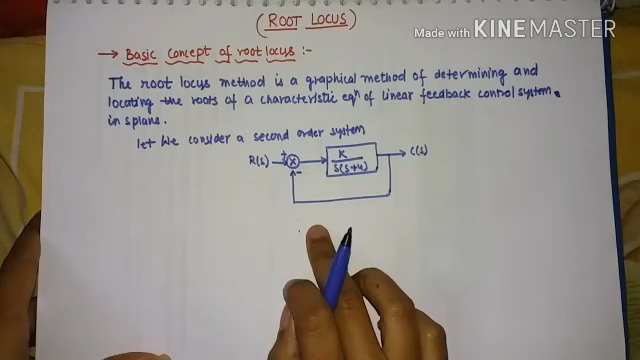 (ROOT LOCUS)
Made with KINEMASTER
→ Basic concept of root locus :-
The root locus method is a graphical method of determining and
locating the roots of a characteristic eqn of linear feedback control system.
in splane.
let we consider a second order system
R(s) + X - K / S(S+4) C(s)